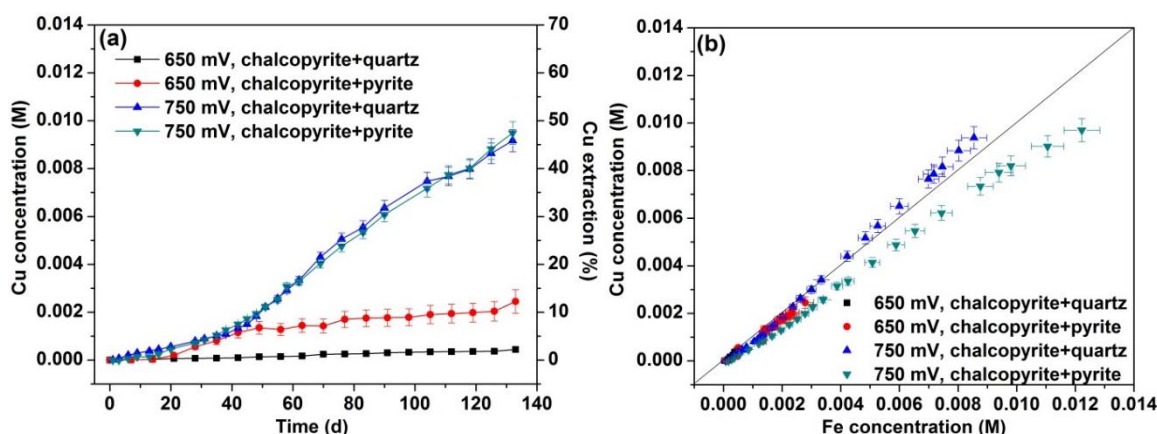 (a)
650 mV, chalcopyrite+quartz
650 mV, chalcopyrite+pyrite
750 mV, chalcopyrite+quartz
750 mV, chalcopyrite+pyrite
Cu concentration (M)
0.014
0.012
0.010
0.008
0.006
0.004
0.002
0.000
70
60
50
40
30
20
10
0
Cu extraction (%)
0 20 40 60 80 100 120 140
Time (d)
(b)
Cu concentration (M)
0.014
0.012
0.010
0.008
0.006
0.004
0.002
0.000
650 mV, chalcopyrite+quartz
650 mV, chalcopyrite+pyrite
750 mV, chalcopyrite+quartz
750 mV, chalcopyrite+pyrite
0.000 0.002 0.004 0.006 0.008 0.010 0.012 0.014
Fe concentration (M)